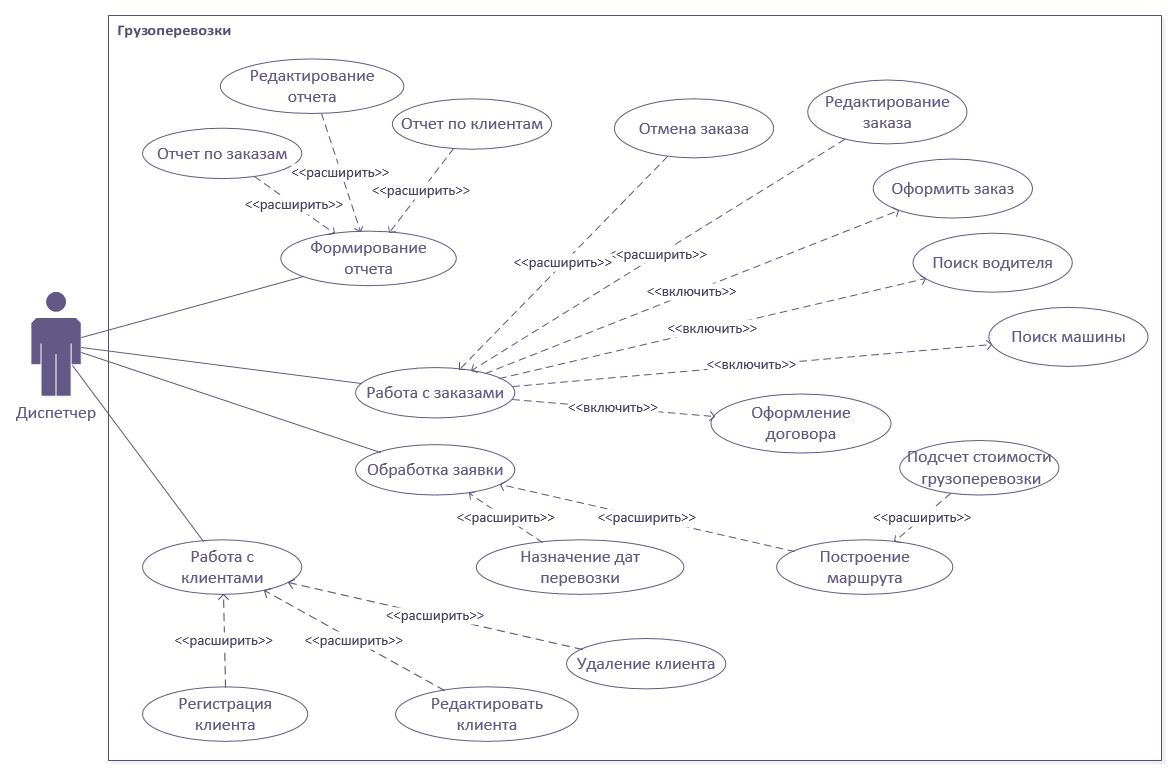 Грузоперевозки
Редактирование
отчета
Отчет по клиентам
Отчет по заказам
<<расширить>>
<<расширить>>
<<расширить>>
Формирование
отчета
Отмена заказа
Редактирование
заказа
Оформить заказ
Поиск водителя
Поиск машины
<<расширить>>
<<расширить>>
<<включить>>
<<включить>>
<<включить>>
<<включить>>
Работа с заказами
Оформление
договора
Диспетчер
Обработка заявки
Подсчет стоимости
грузоперевозки
<<расширить>>
<<расширить>>
<<расширить>>
Назначение дат
перевозки
Построение
маршрута
Работа с
клиентами
<<расширить>>
<<расширить>>
<<расширить>>
Удаление клиента
Регистрация
клиента
Редактировать
клиента